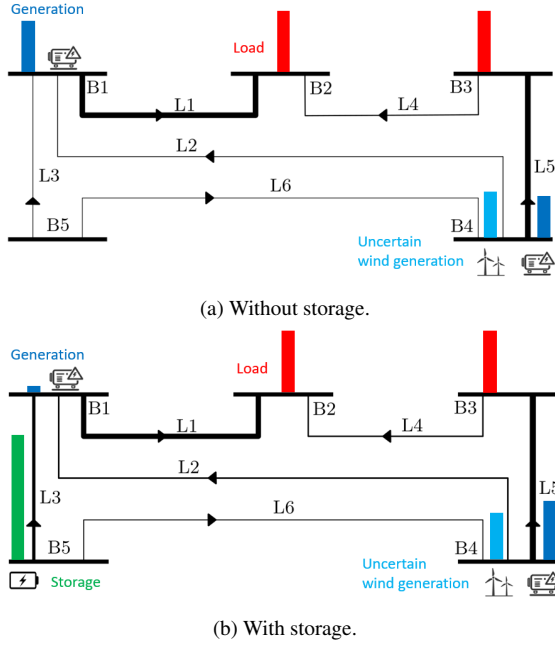 Generation
Load
B1
B2
B3
L1
L4
L2
L3
L5
L6
B5
B4
Uncertain
wind generation
(a) Without storage.
Generation
Load
B1
B2
B3
L1
L4
L2
L3
L5
L6
B5
B4
Uncertain
wind generation
Storage
(b) With storage.